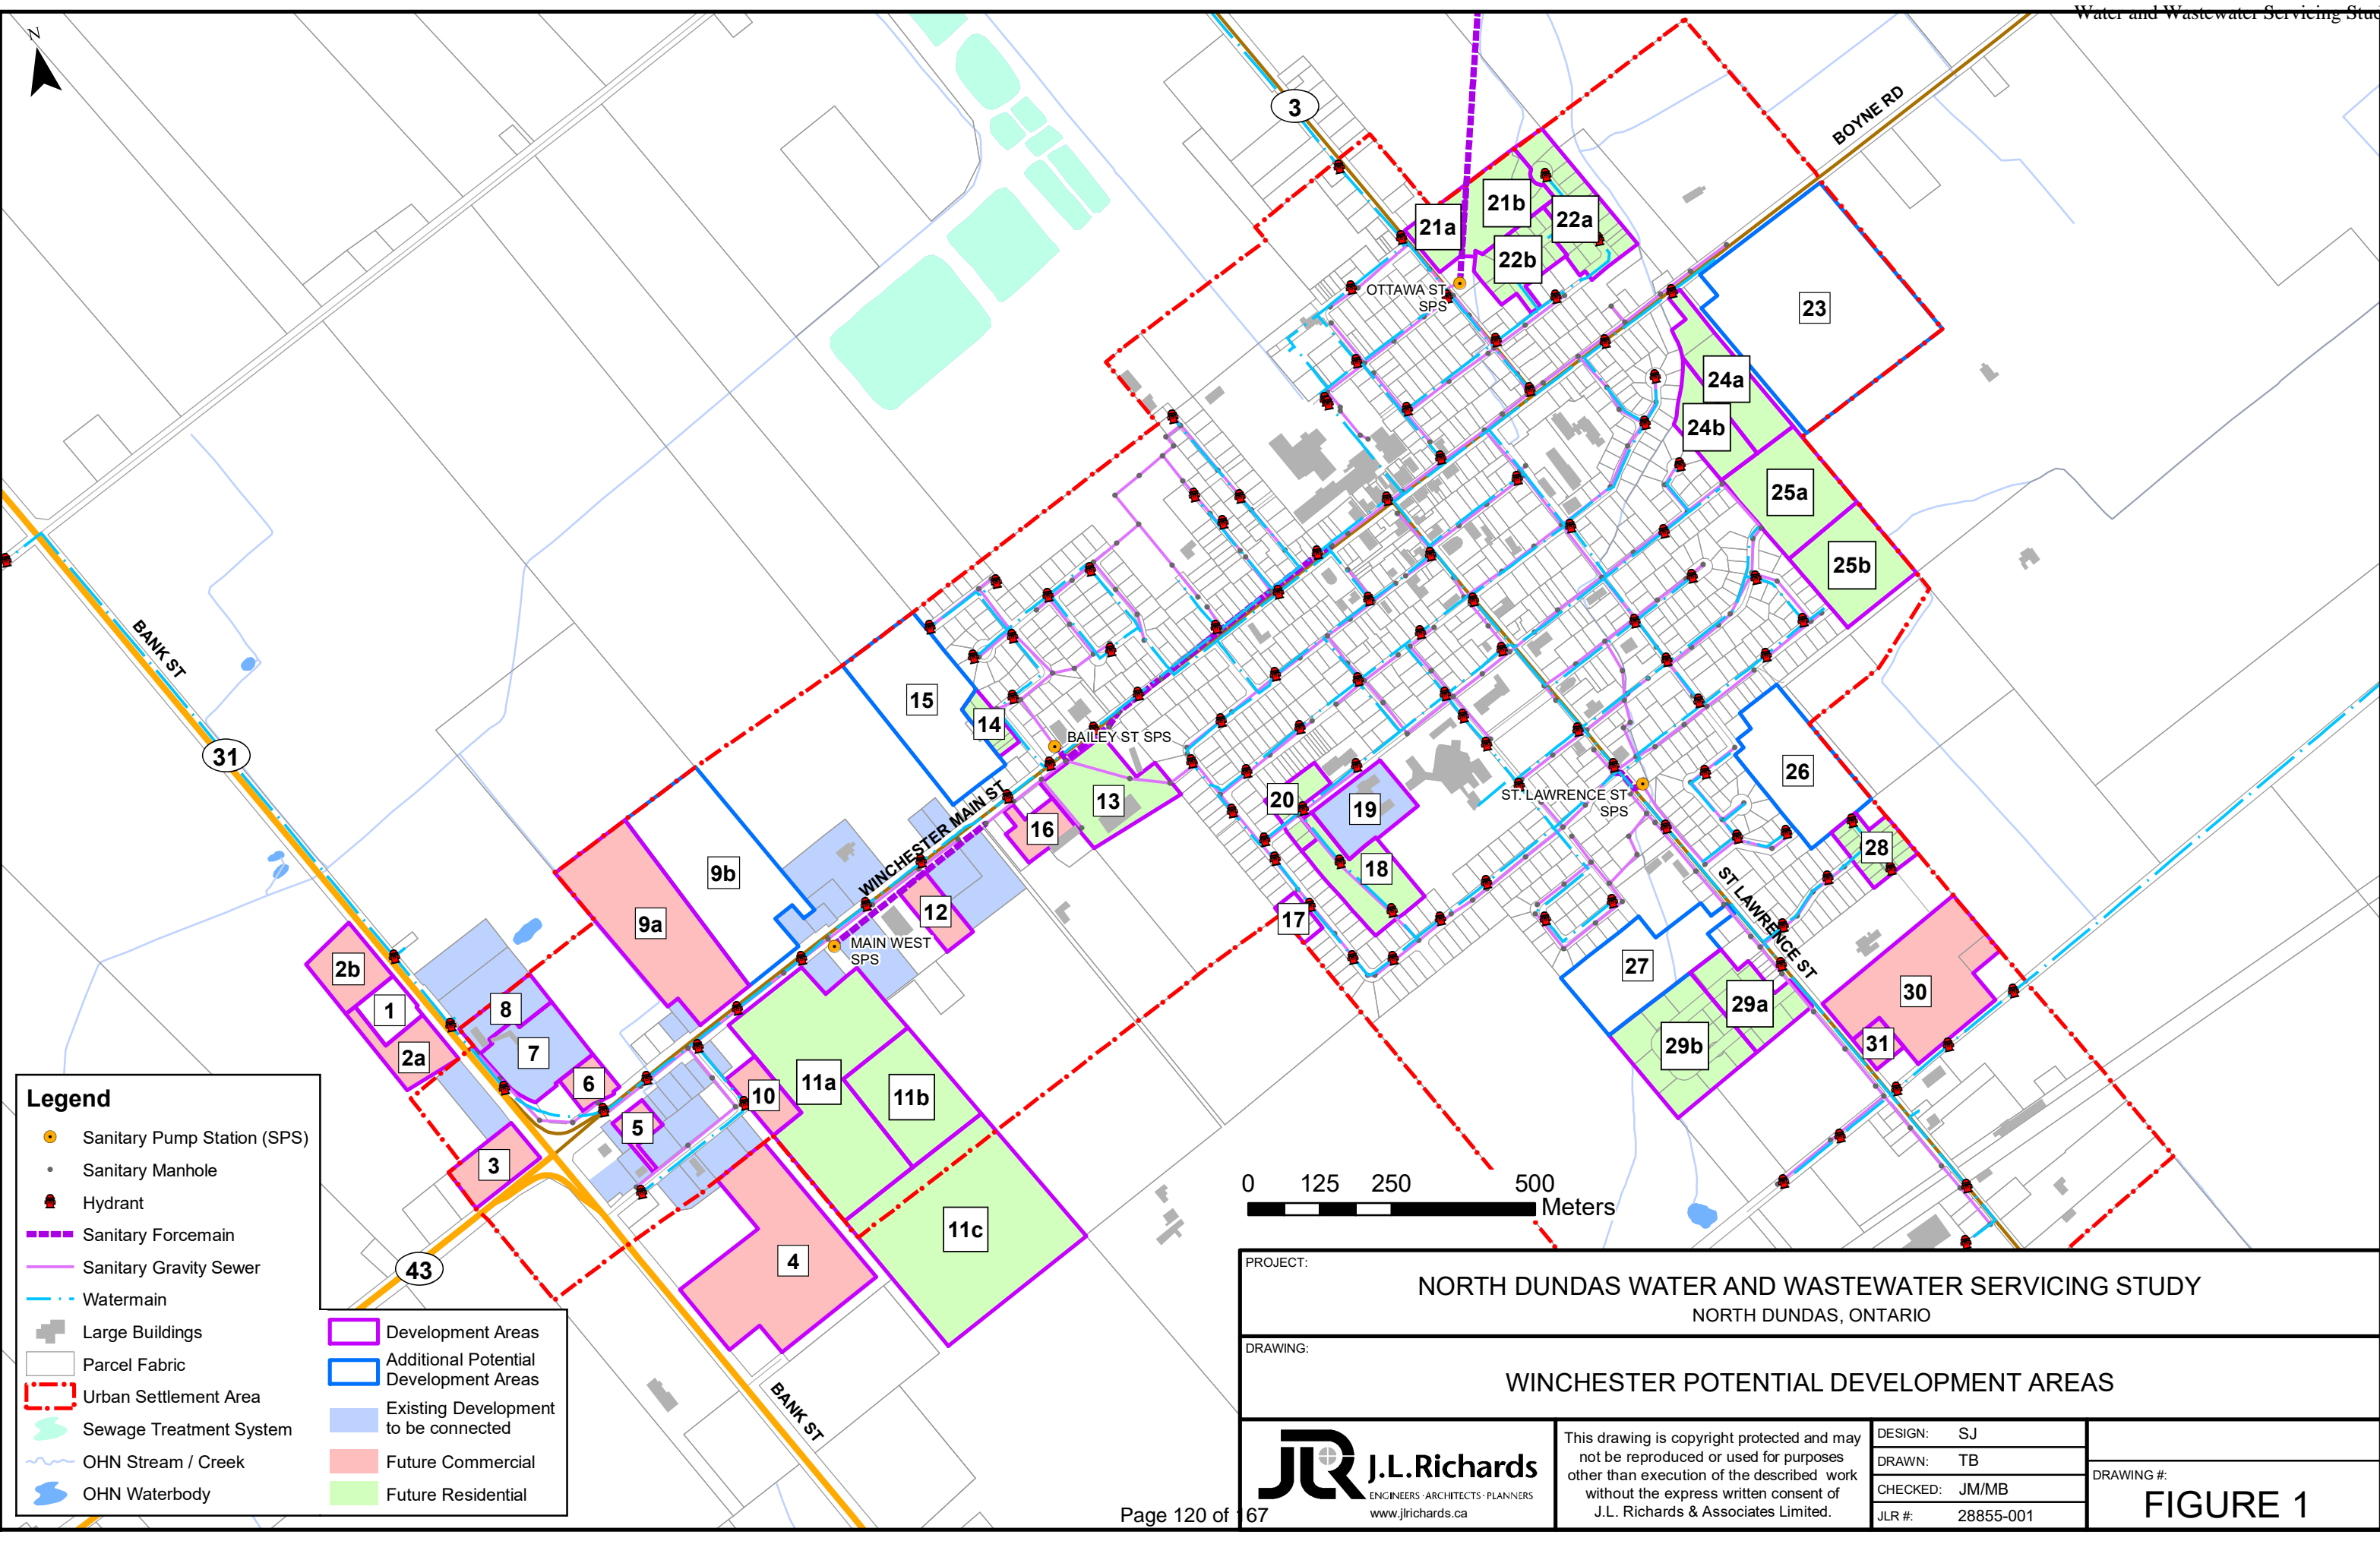 Water and Wastewater Servicing Stu
N
3
BOYNE RD
21b
21a
22a
22b
OTTAWA ST
SPS
23
24a
24b
25a
25b
BANK ST
31
15
14
BAILEY ST SPS
13
16
WINCHESTER MAIN ST
9b
9a
12
MAIN WEST
SPS
20
19
18
17
ST. LAWRENCE ST
SPS
26
28
ST LAWRENCE ST
27
29a
29b
30
31
2b
1
2a
8
7
6
5
3
10
11a
11b
11c
4
43
BANK ST
0 125 250 500
Meters
Legend
Sanitary Pump Station (SPS)
Sanitary Manhole
Hydrant
Sanitary Forcemain
Sanitary Gravity Sewer
Watermain
Large Buildings
Parcel Fabric
Urban Settlement Area
Sewage Treatment System
OHN Stream / Creek
OHN Waterbody
Development Areas
Additional Potential
Development Areas
Existing Development
to be connected
Future Commercial
Future Residential
PROJECT:
NORTH DUNDAS WATER AND WASTEWATER SERVICING STUDY
NORTH DUNDAS, ONTARIO
DRAWING:
WINCHESTER POTENTIAL DEVELOPMENT AREAS
JLR
J.L.Richards
ENGINEERS · ARCHITECTS · PLANNERS
www.jlrichards.ca
This drawing is copyright protected and may
not be reproduced or used for purposes
other than execution of the described work
without the express written consent of
J.L. Richards & Associates Limited.
DESIGN: SJ
DRAWN: TB
CHECKED: JM/MB
JLR #: 28855-001
DRAWING #:
FIGURE 1
Page 120 of 167